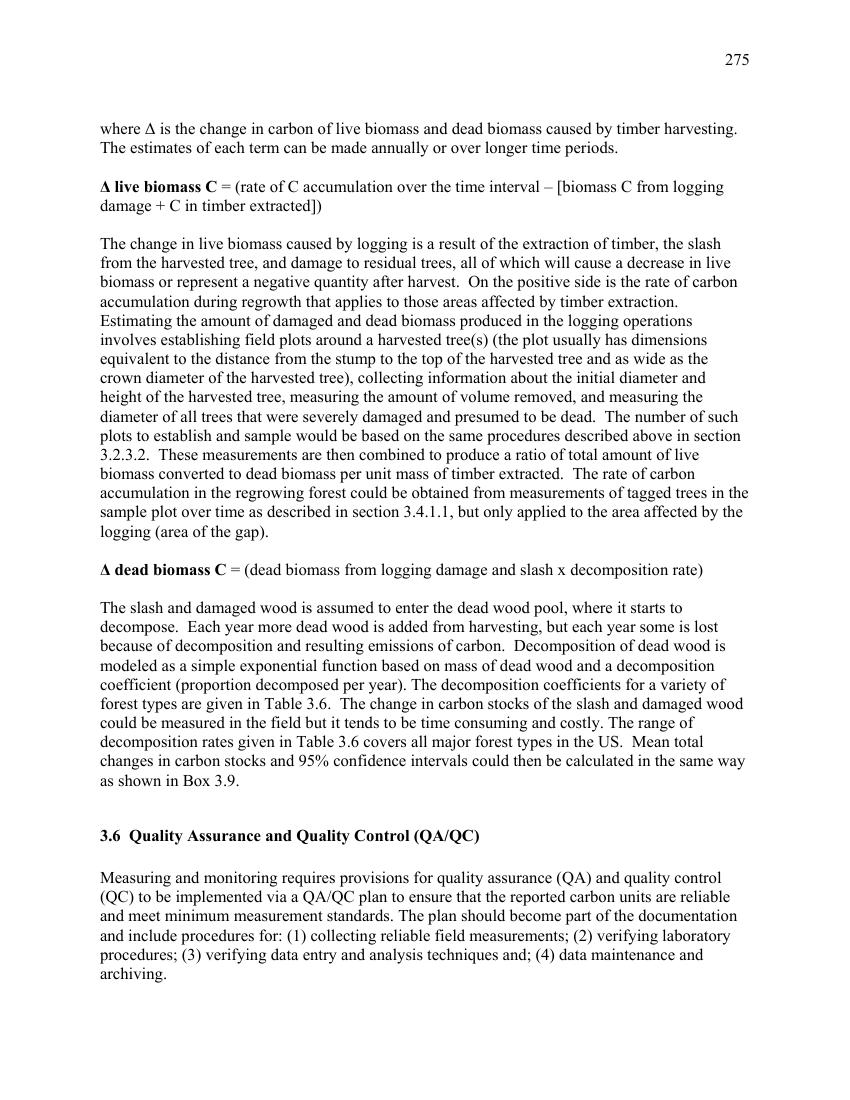 275
where Δ is the change in carbon of live biomass and dead biomass caused by timber harvesting.
The estimates of each term can be made annually or over longer time periods.
Δ live biomass C = (rate of C accumulation over the time interval – [biomass C from logging
damage + C in timber extracted])
The change in live biomass caused by logging is a result of the extraction of timber, the slash
from the harvested tree, and damage to residual trees, all of which will cause a decrease in live
biomass or represent a negative quantity after harvest.  On the positive side is the rate of carbon
accumulation during regrowth that applies to those areas affected by timber extraction.
Estimating the amount of damaged and dead biomass produced in the logging operations
involves establishing field plots around a harvested tree(s) (the plot usually has dimensions
equivalent to the distance from the stump to the top of the harvested tree and as wide as the
crown diameter of the harvested tree), collecting information about the initial diameter and
height of the harvested tree, measuring the amount of volume removed, and measuring the
diameter of all trees that were severely damaged and presumed to be dead.  The number of such
plots to establish and sample would be based on the same procedures described above in section
3.2.3.2.  These measurements are then combined to produce a ratio of total amount of live
biomass converted to dead biomass per unit mass of timber extracted.  The rate of carbon
accumulation in the regrowing forest could be obtained from measurements of tagged trees in the
sample plot over time as described in section 3.4.1.1, but only applied to the area affected by the
logging (area of the gap).
Δ dead biomass C = (dead biomass from logging damage and slash x decomposition rate)
The slash and damaged wood is assumed to enter the dead wood pool, where it starts to
decompose.  Each year more dead wood is added from harvesting, but each year some is lost
because of decomposition and resulting emissions of carbon.  Decomposition of dead wood is
modeled as a simple exponential function based on mass of dead wood and a decomposition
coefficient (proportion decomposed per year). The decomposition coefficients for a variety of
forest types are given in Table 3.6.  The change in carbon stocks of the slash and damaged wood
could be measured in the field but it tends to be time consuming and costly. The range of
decomposition rates given in Table 3.6 covers all major forest types in the US.  Mean total
changes in carbon stocks and 95% confidence intervals could then be calculated in the same way
as shown in Box 3.9.
3.6  Quality Assurance and Quality Control (QA/QC)
Measuring and monitoring requires provisions for quality assurance (QA) and quality control
(QC) to be implemented via a QA/QC plan to ensure that the reported carbon units are reliable
and meet minimum measurement standards. The plan should become part of the documentation
and include procedures for: (1) collecting reliable field measurements; (2) verifying laboratory
procedures; (3) verifying data entry and analysis techniques and; (4) data maintenance and
archiving.